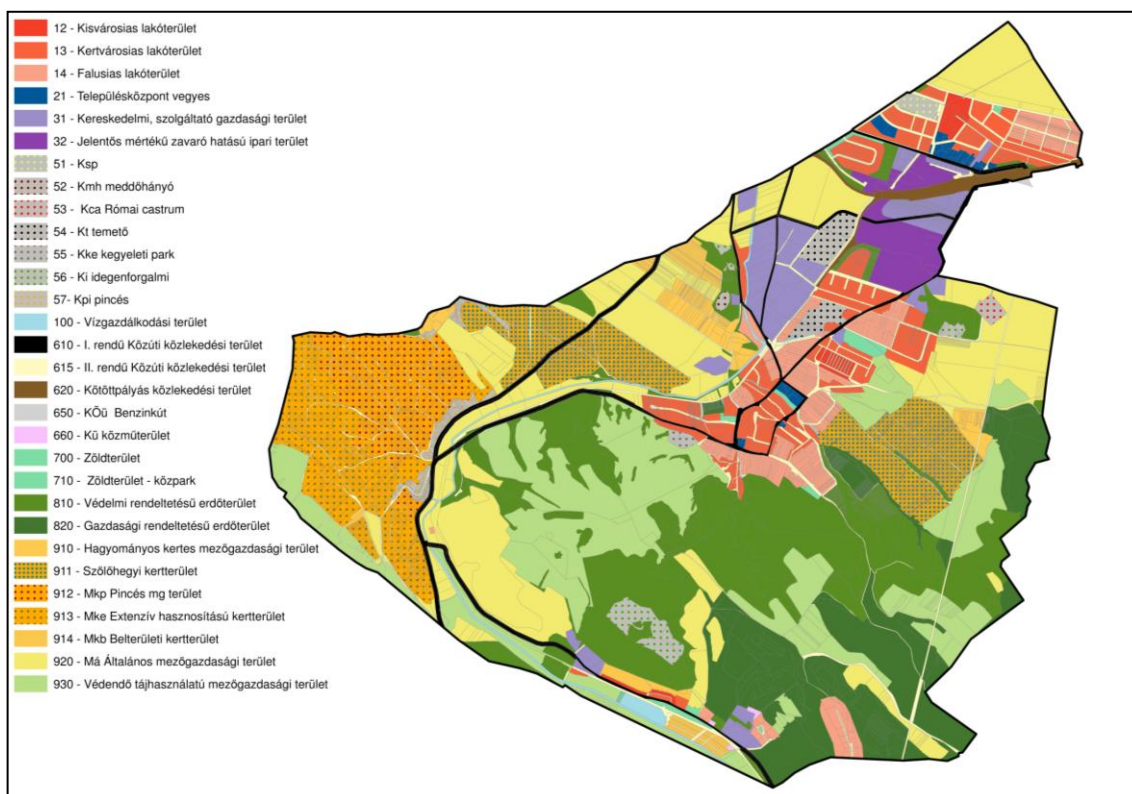 12 - Kisvárosias lakóterület
13 - Kertvárosias lakóterület
14 - Falusias lakóterület
21 - Településközpont vegyes
31 - Kereskedelmi, szolgáltató gazdasági terület
32 - Jelentős mértékű zavaró hatású ipari terület
51 - Ksp
52 - Kmh meddőhányó
53 - Kca Római castrum
54 - Kt temető
55 - Kke kegyeleti park
56 - Ki idegenforgalmi
57- Kpi pincés
100 - Vízgazdálkodási terület
610 - I. rendű Közúti közlekedési terület
615 - II. rendű Közúti közlekedési terület
620 - Kötöttpályás közlekedési terület
650 - KÖü Benzinkút
660 - Kü közműterület
700 - Zöldterület
710 - Zöldterület - közpark
810 - Védelmi rendeltetésű erdőterület
820 - Gazdasági rendeltetésű erdőterület
910 - Hagyományos kertes mezőgazdasági terület
911 - Szőlőhegyi kertterület
912 - Mkp Pincés mg terület
913 - Mke Extenzív hasznosítású kertterület
914 - Mkb Belterületi kertterület
920 - Má Általános mezőgazdasági terület
930 - Védendő tájhasználatú mezőgazdasági terület